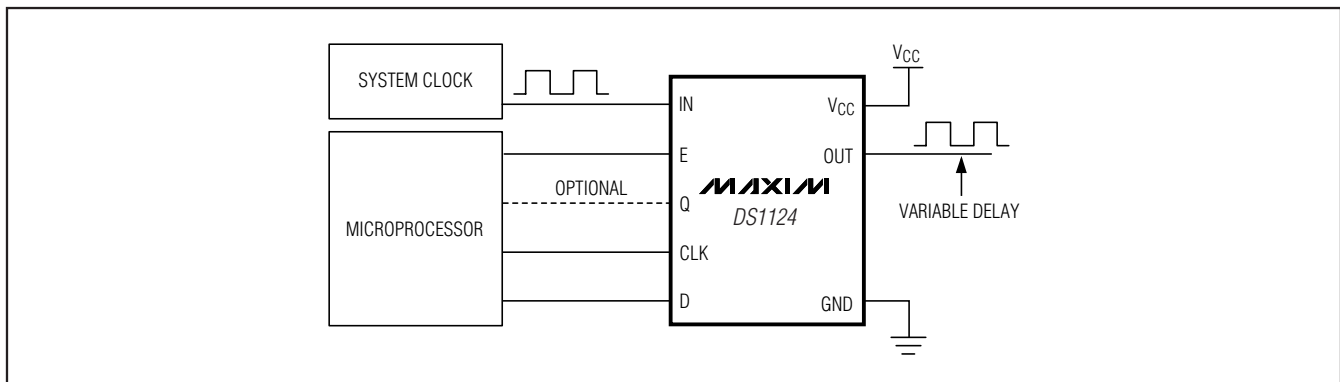 SYSTEM CLOCK
MICROPROCESSOR
OPTIONAL
IN
E
Q
CLK
D
MAXIM
DS1124
VCC
OUT
GND
VCC
VARIABLE DELAY